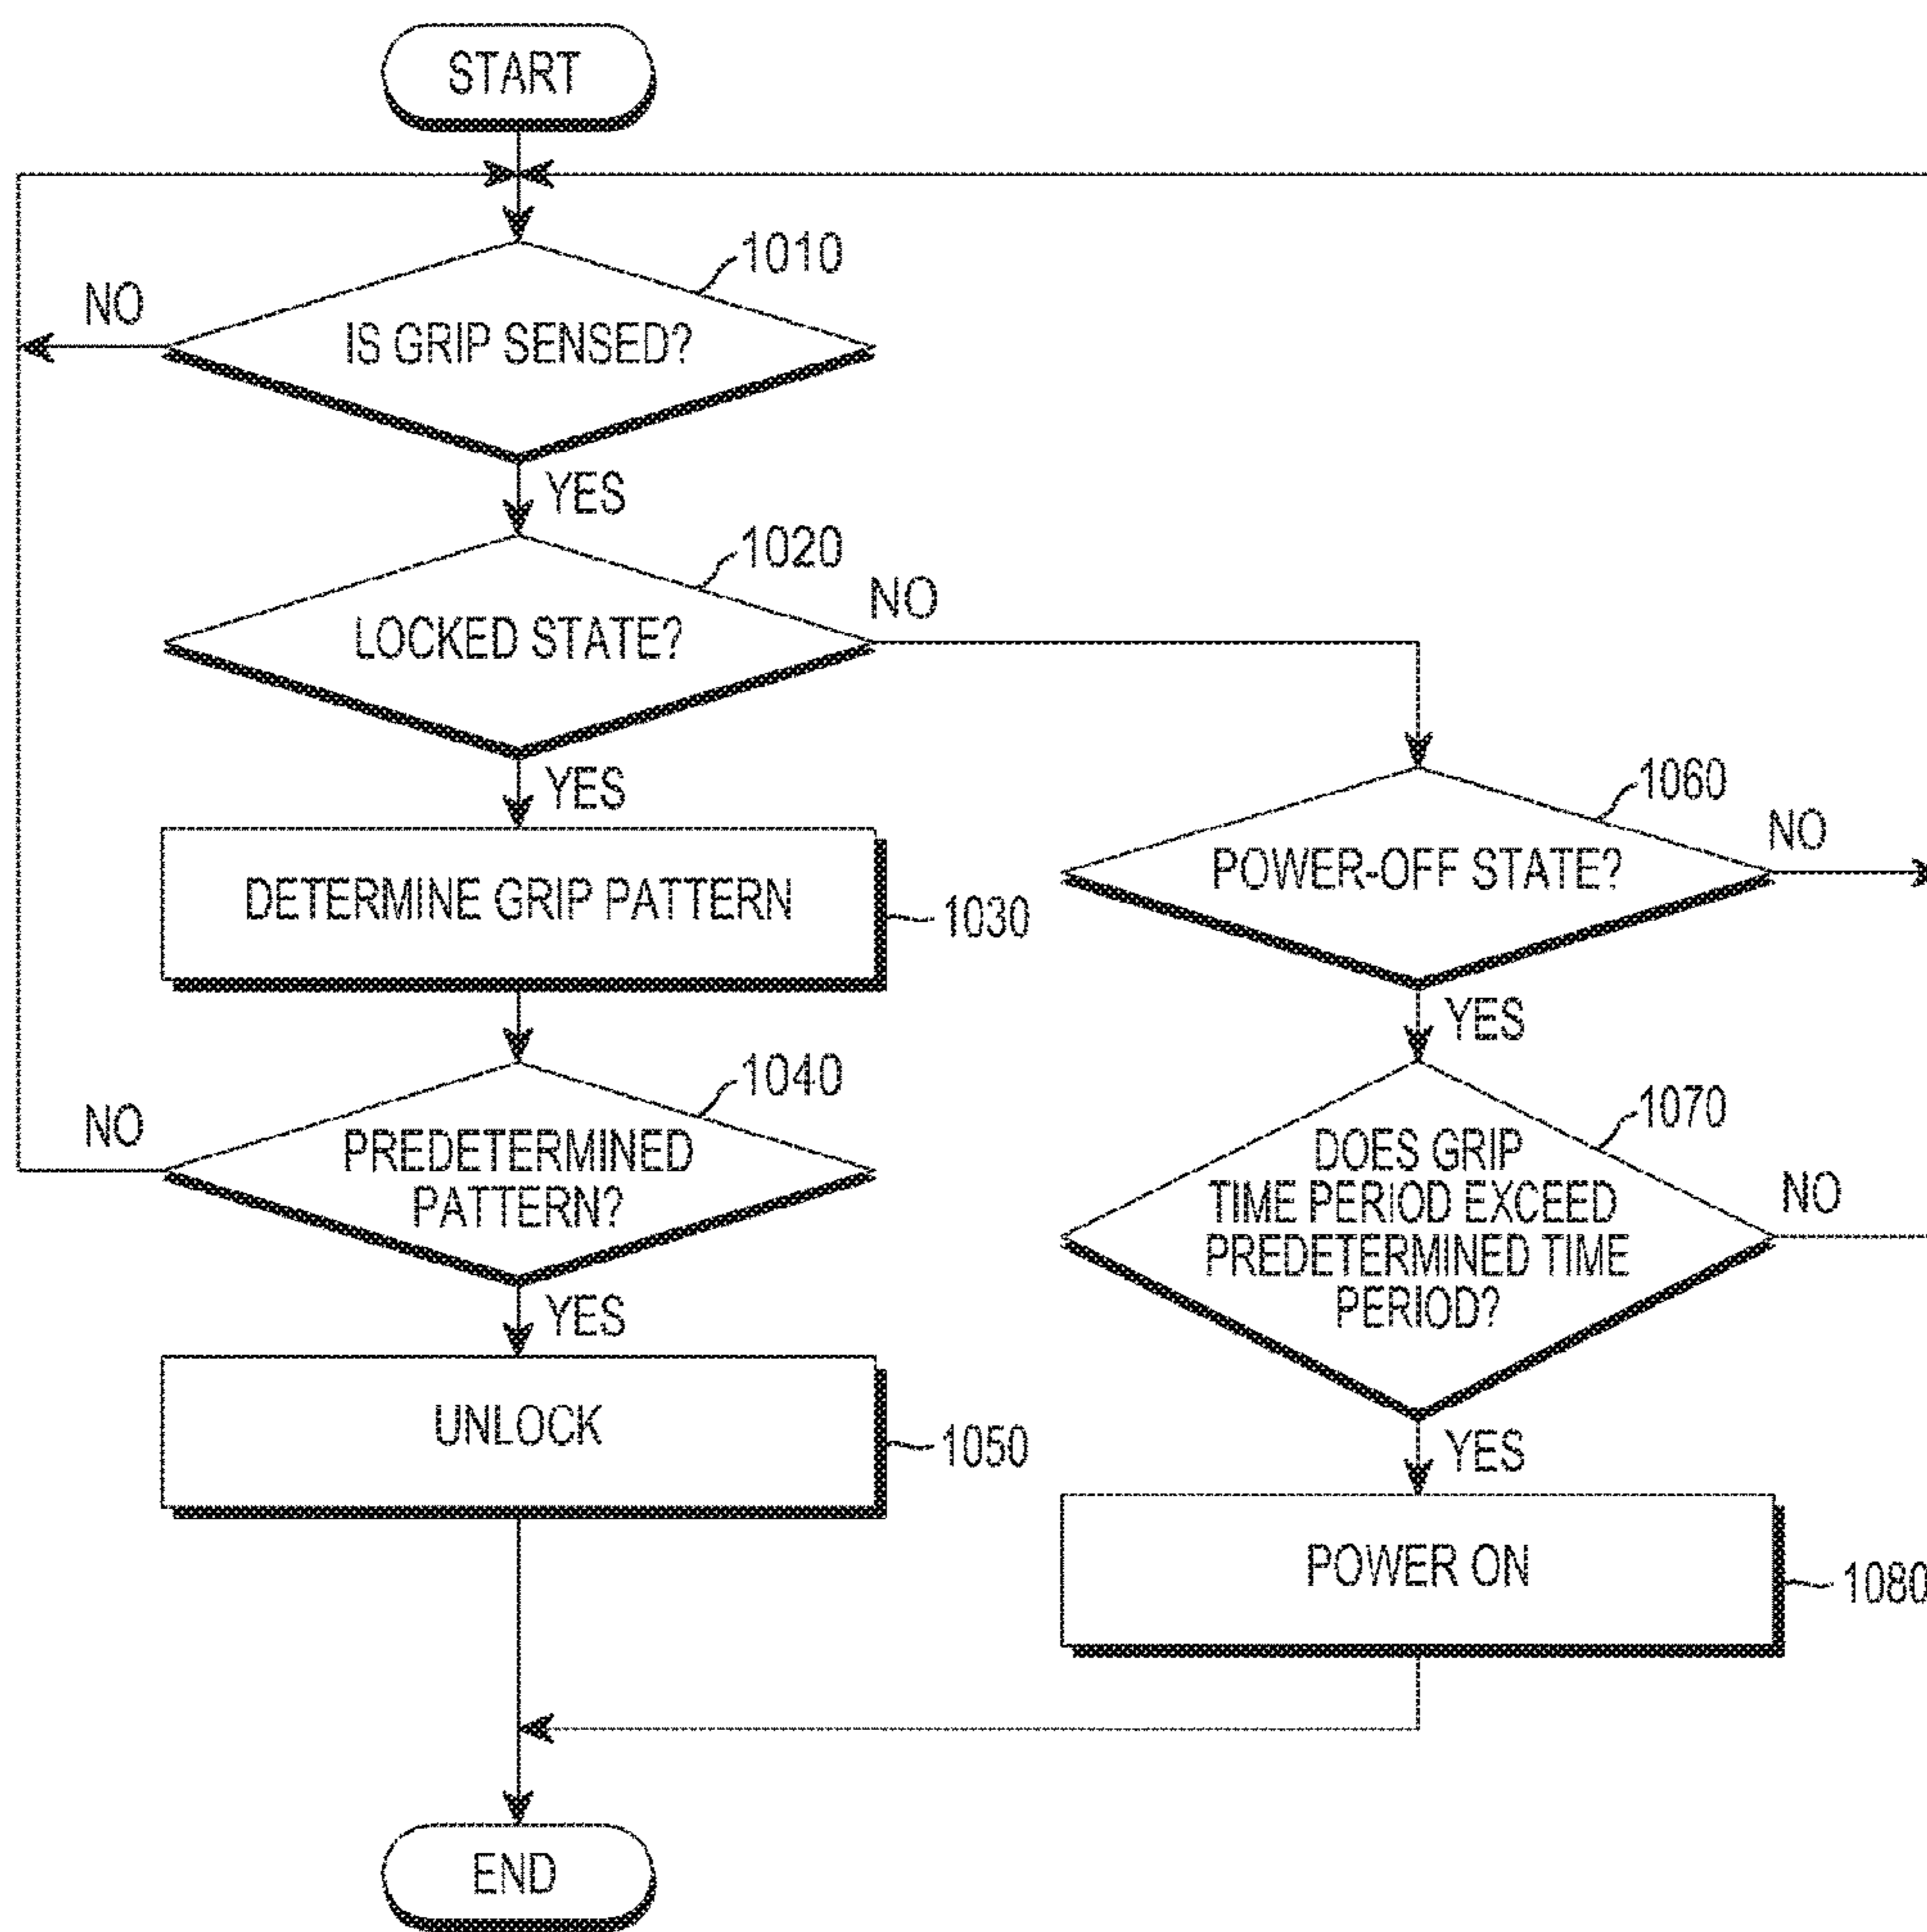 START
1010
NO
IS GRIP SENSED?
YES
1020
NO
LOCKED STATE?
YES
1060
NO
POWER-OFF STATE?
DETERMINE GRIP PATTERN
1030
YES
1040
NO
PREDETERMINED
PATTERN?
1070
DOES GRIP
TIME PERIOD EXCEED
PREDETERMINED TIME
PERIOD?
NO
YES
UNLOCK
1050
YES
POWER ON
1080
END